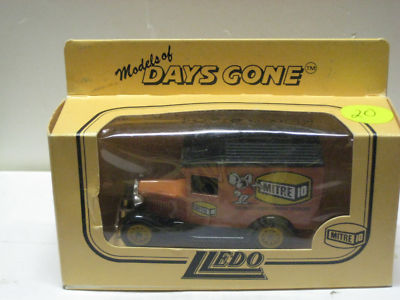 Models of
DAYS GONE™
20
MITRE 10
MITRE 10
LLEDO